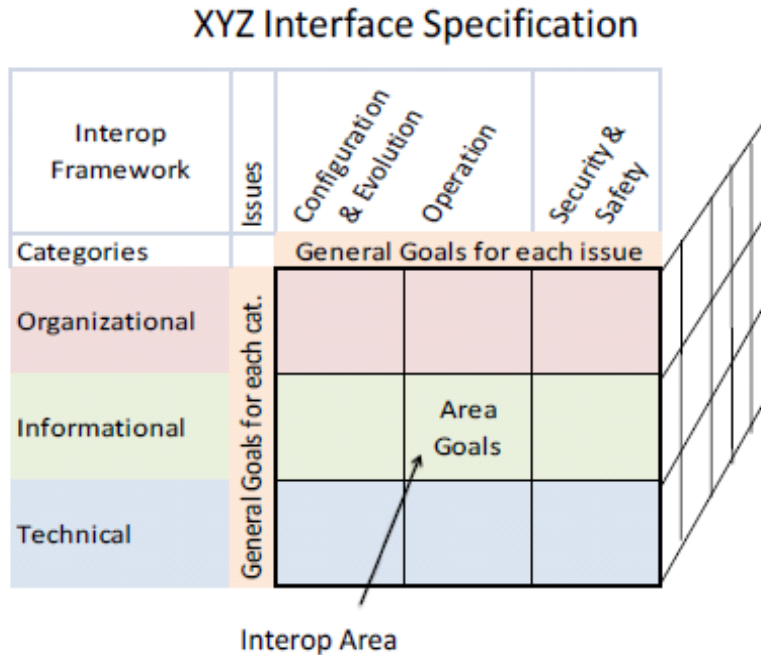 XYZ Interface Specification
Interop
Framework
Issues
Configuration
& Evolution
Operation
Security &
Safety
Categories
General Goals for each issue
General Goals for each cat.
Organizational
Informational
Area
Goals
Technical
Interop Area